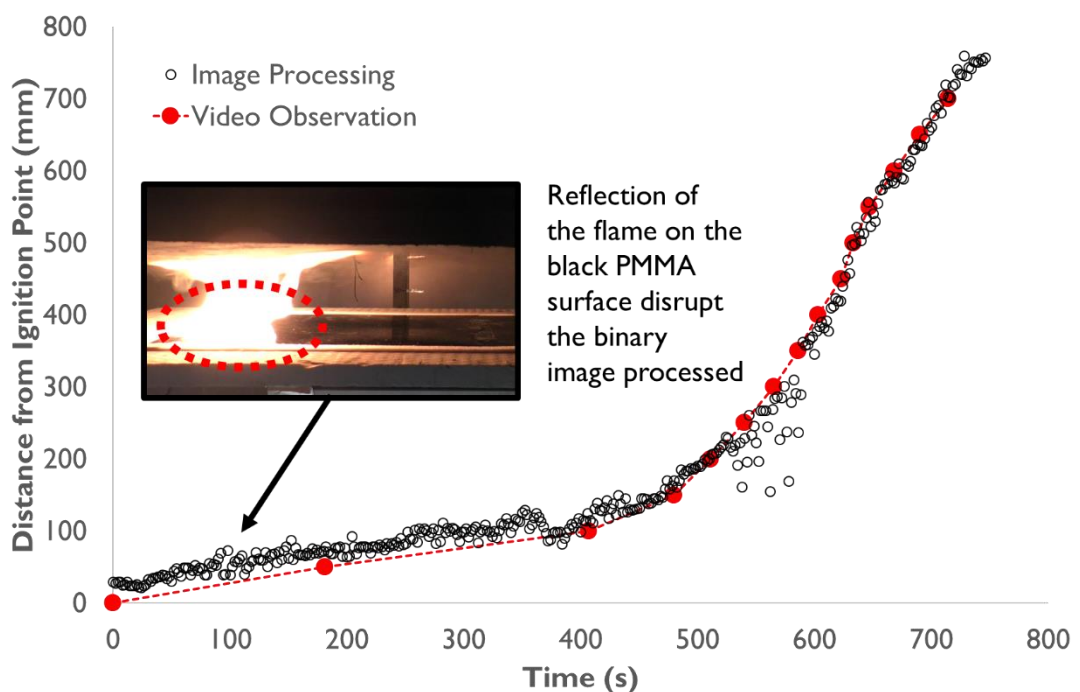 800
700
600
500
400
300
200
100
0
Distance from Ignition Point (mm)
Image Processing
Video Observation
Reflection of
the flame on the
black PMMA
surface disrupt
the binary
image processed
0 100 200 300 400 500 600 700 800
Time (s)